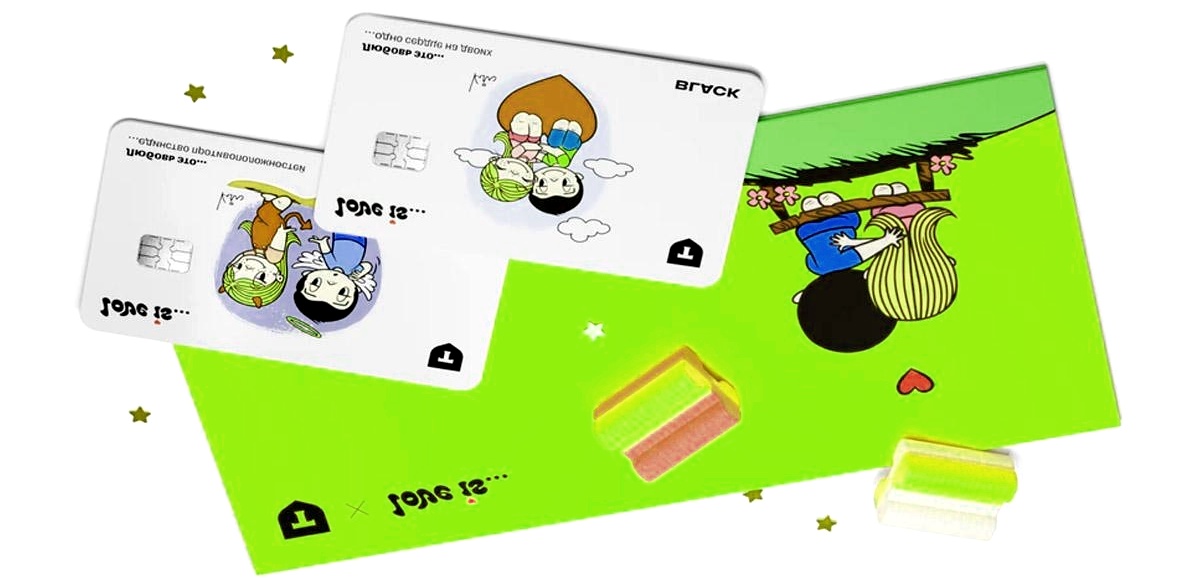 T × Love is...
Love is...
T
Любовь это...
...единство противоположностей
Love is...
T
Любовь это...
...одно сердце на двоих
BLACK